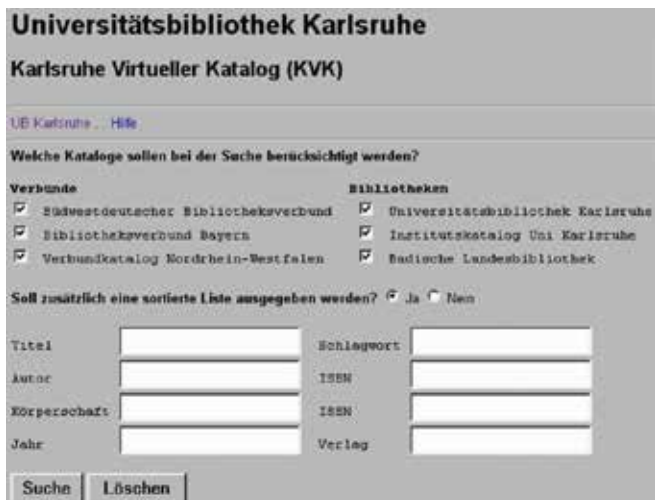 Universitätsbibliothek Karlsruhe
Karlsruhe Virtueller Katalog (KVK)
UB Karlsruhe ... Hilfe
Welche Kataloge sollen bei der Suche berücksichtigt werden?
Verbünde Bibliotheken
Südwestdeutscher Bibliotheksverbund Universitätsbibliothek Karlsruhe
Bibliotheksverbund Bayern Institutskatalog Uni Karlsruhe
Verbundkatalog Nordrhein-Westfalen Badische Landesbibliothek
Soll zusätzlich eine sortierte Liste ausgegeben werden? Ja Nein
Titel Schlagwort
Autor ISBN
Körperschaft ISSN
Jahr Verlag
Suche Löschen